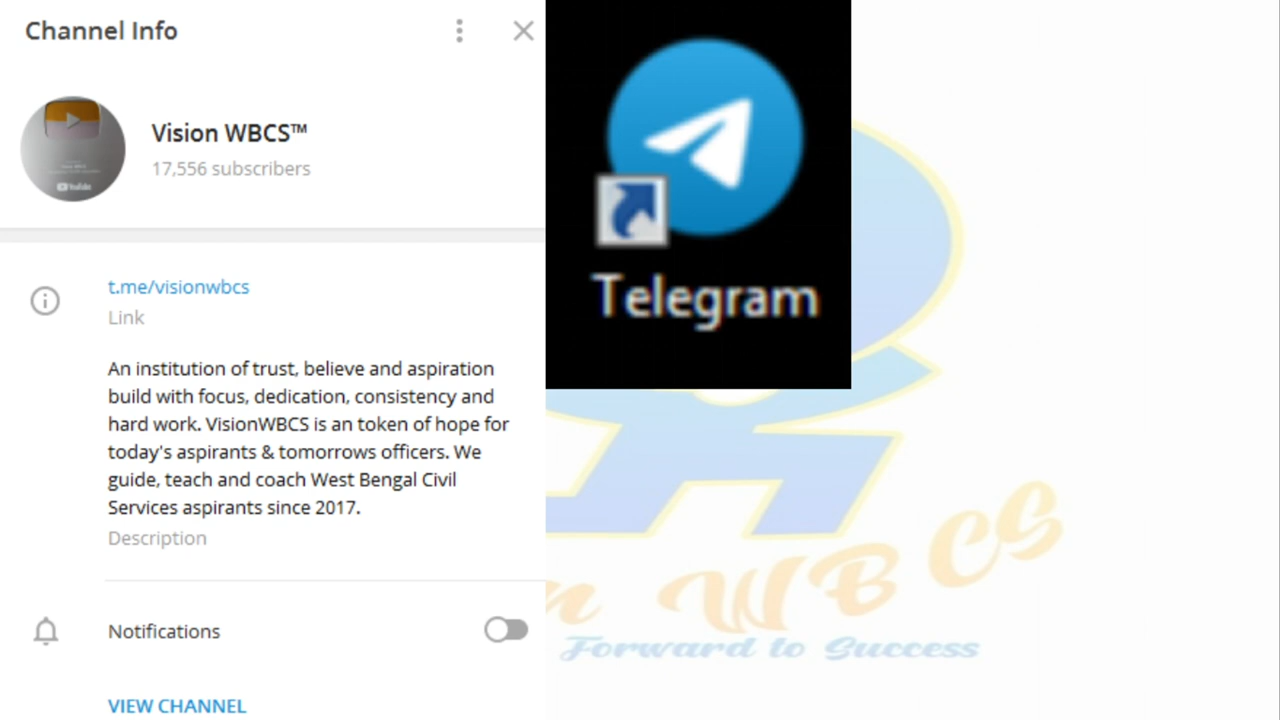 Channel Info
Vision WBCS™
17,556 subscribers
t.me/visionwbcs
Link
An institution of trust, believe and aspiration
build with focus, dedication, consistency and
hard work. VisionWBCS is an token of hope for
today's aspirants & tomorrows officers. We
guide, teach and coach West Bengal Civil
Services aspirants since 2017.
Description
Notifications
VIEW CHANNEL
Telegram
n WBCS
Forward to Success
YouTube